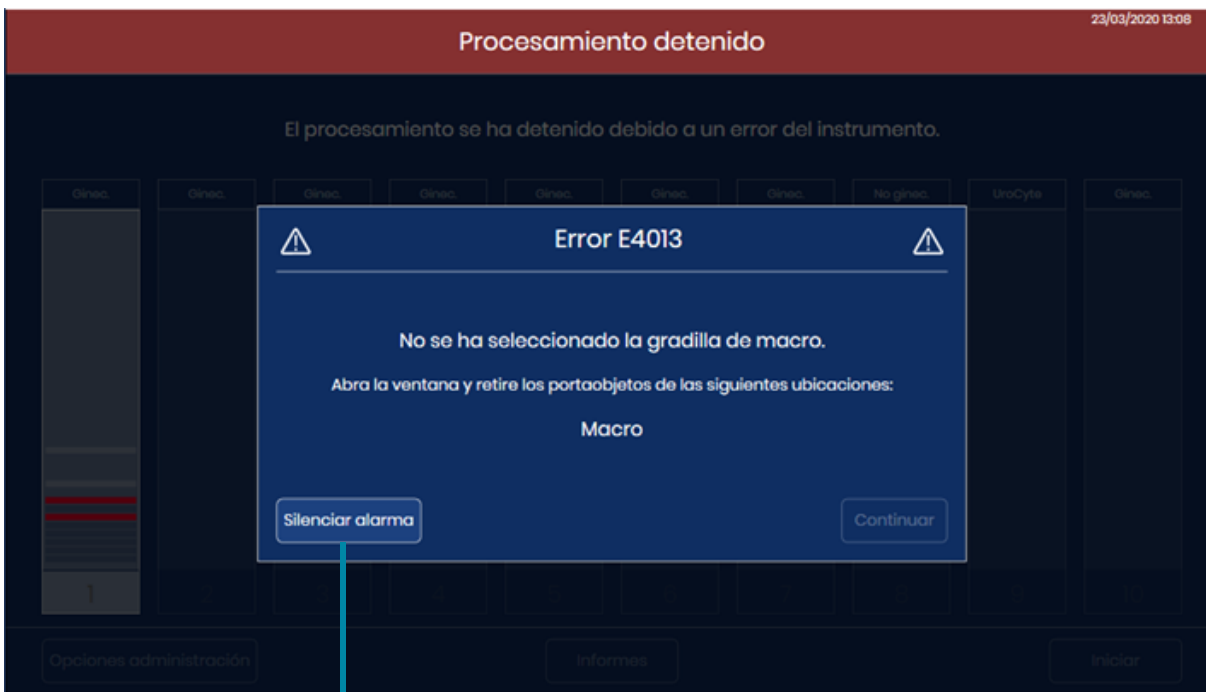 23/03/2020 13:08
Procesamiento detenido
El procesamiento se ha detenido debido a un error del instrumento.
Ginec. Ginec. Ginec. Ginec. Ginec. Ginec. Ginec. No ginec. UroCyte Ginec.
Error E4013
No se ha seleccionado la gradilla de macro.
Abra la ventana y retire los portaobjetos de las siguientes ubicaciones:
Macro
Silenciar alarma Continuar
1 2 3 4 5 6 7 8 9 10
Opciones administración Informes Iniciar